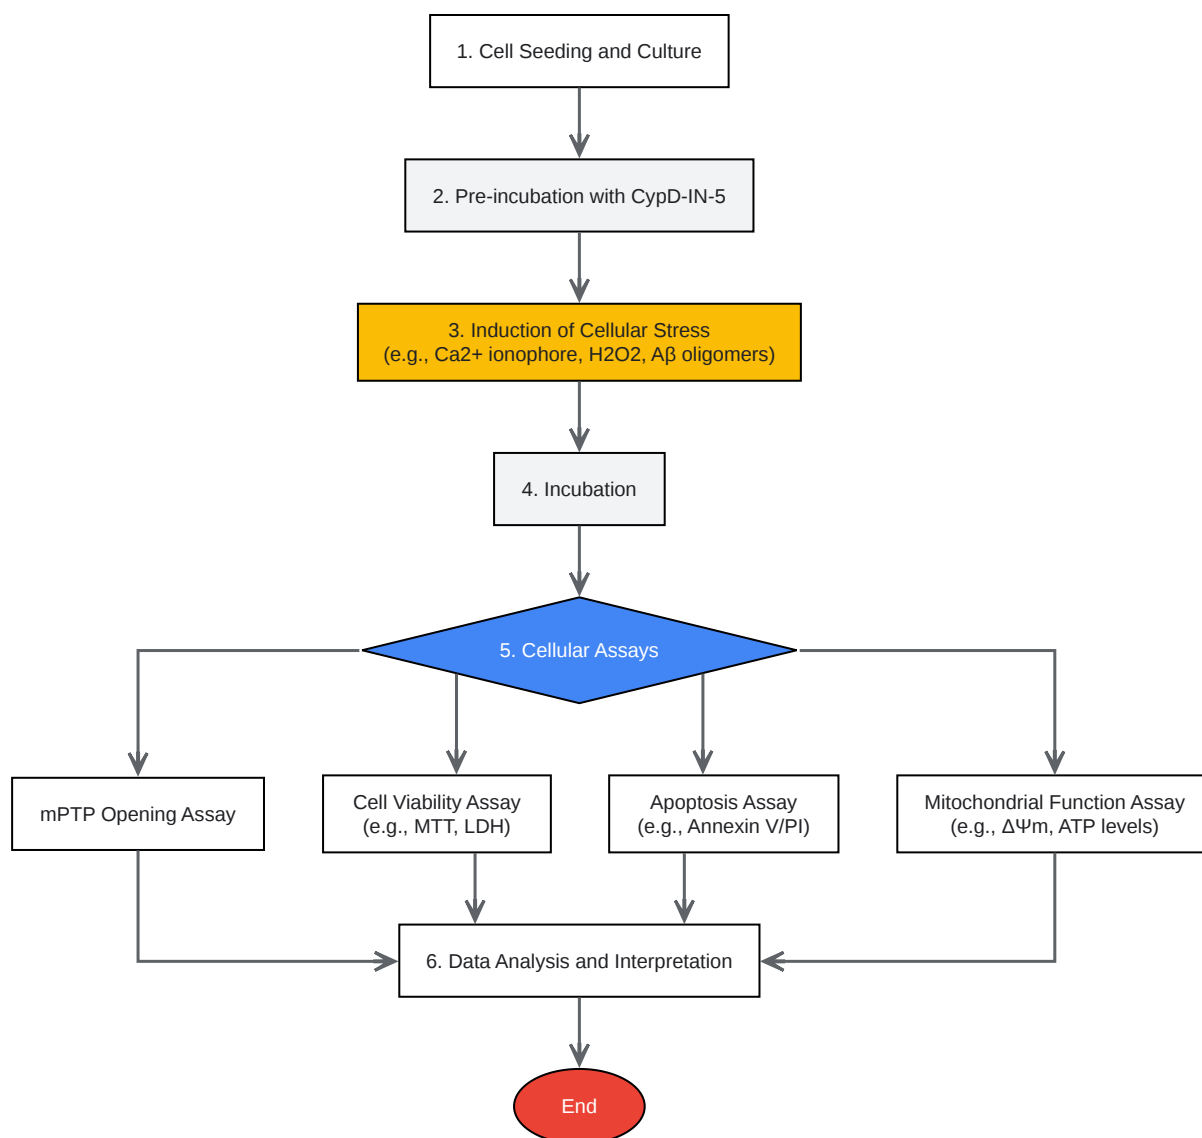 1. Cell Seeding and Culture
2. Pre-incubation with CypD-IN-5
3. Induction of Cellular Stress
(e.g., Ca2+ ionophore, H2O2, Aβ oligomers)
4. Incubation
5. Cellular Assays
mPTP Opening Assay
Cell Viability Assay
(e.g., MTT, LDH)
Apoptosis Assay
(e.g., Annexin V/PI)
Mitochondrial Function Assay
(e.g., ΔΨm, ATP levels)
6. Data Analysis and Interpretation
End